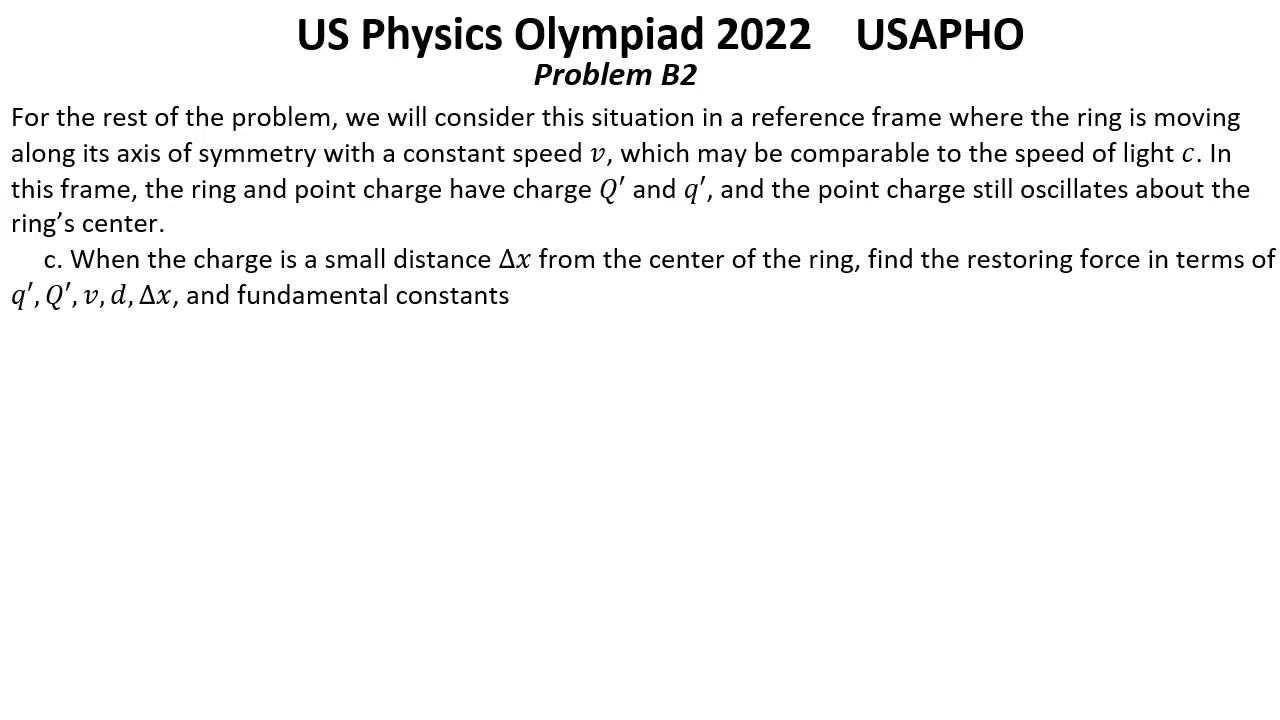 US Physics Olympiad 2022 USAPHO
Problem B2
For the rest of the problem, we will consider this situation in a reference frame where the ring is moving
along its axis of symmetry with a constant speed 𝑣, which may be comparable to the speed of light 𝑐. In
this frame, the ring and point charge have charge 𝑄′ and 𝑞′, and the point charge still oscillates about the
ring’s center.
c. When the charge is a small distance Δ𝑥 from the center of the ring, find the restoring force in terms of
𝑞′, 𝑄′, 𝑣, 𝑑, Δ𝑥, and fundamental constants